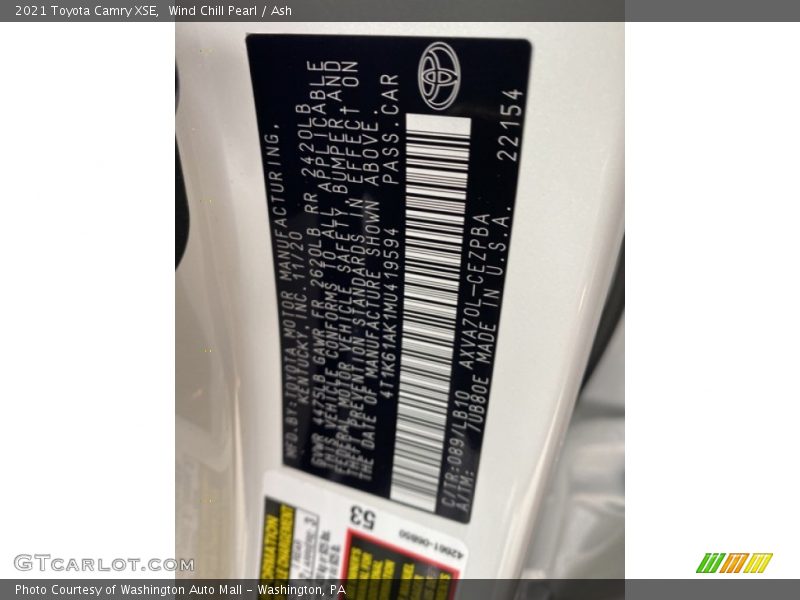 2021 Toyota Camry XSE,  Wind Chill Pearl / Ash
MFD.BY:TOYOTA MOTOR MANUFACTURING,
KENTUCKY, INC. 11/20
GVWR 4475LB GAWR FR 2620LB RR 2420LB
THIS VEHICLE CONFORMS TO ALL APPLICABLE
FEDERAL MOTOR VEHICLE SAFETY, BUMPER, AND
THEFT PREVENTION STANDARDS IN EFFECT ON
THE DATE OF MANUFACTURE SHOWN ABOVE.
4T1K61AK1MU419594 PASS.CAR
C/TR:089/LB10 AXVA70L-CEZPBA
A/TM: 7UB80E MADE IN U.S.A. 22154
53
42661-06B50
GTcarlot.com
Photo Courtesy of Washington Auto Mall - Washington, PA